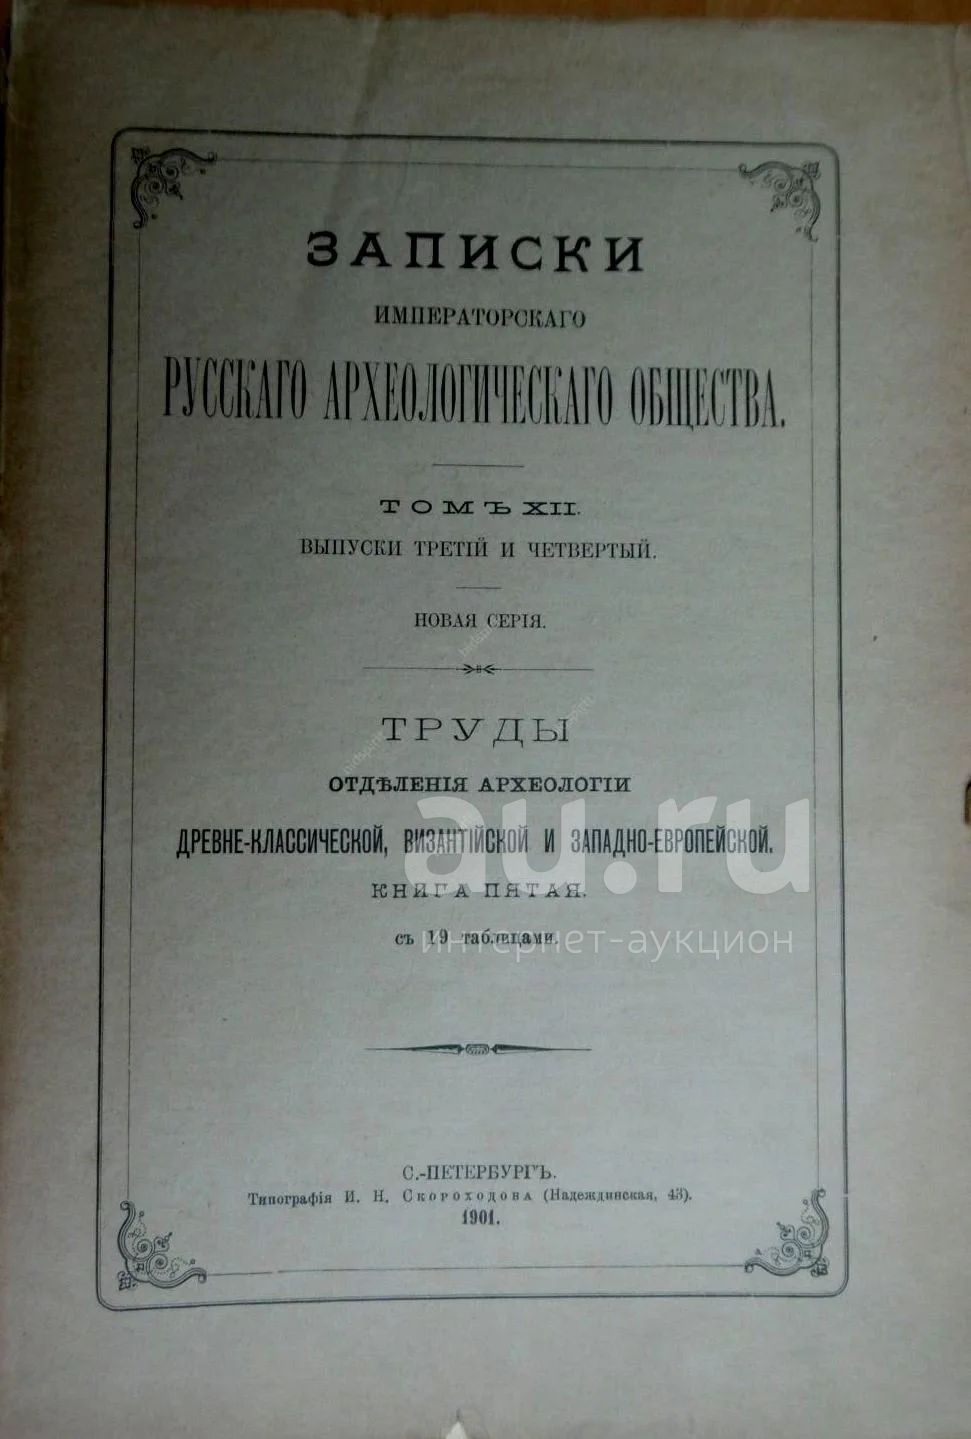 ЗАПИСКИ
ИМПЕРАТОРСКАГО
РУССКАГО АРХЕОЛОГИЧЕСКАГО ОБЩЕСТВА.
ТОМЪ XII.
ВЫПУСКИ ТРЕТІЙ И ЧЕТВЕРТЫЙ.
НОВАЯ СЕРІЯ.
ТРУДЫ
ОТДѢЛЕНІЯ АРХЕОЛОГІИ
ДРЕВНЕ-КЛАССИЧЕСКОЙ, ВИЗАНТІЙСКОЙ И ЗАПАДНО-ЕВРОПЕЙСКОЙ.
au.ru
КНИГА ПЯТАЯ.
съ 19 таблицами.
интернет-аукцион
С.-ПЕТЕРБУРГЪ.
Типографія И. Н. Скороходова (Надеждинская, 43).
1901.